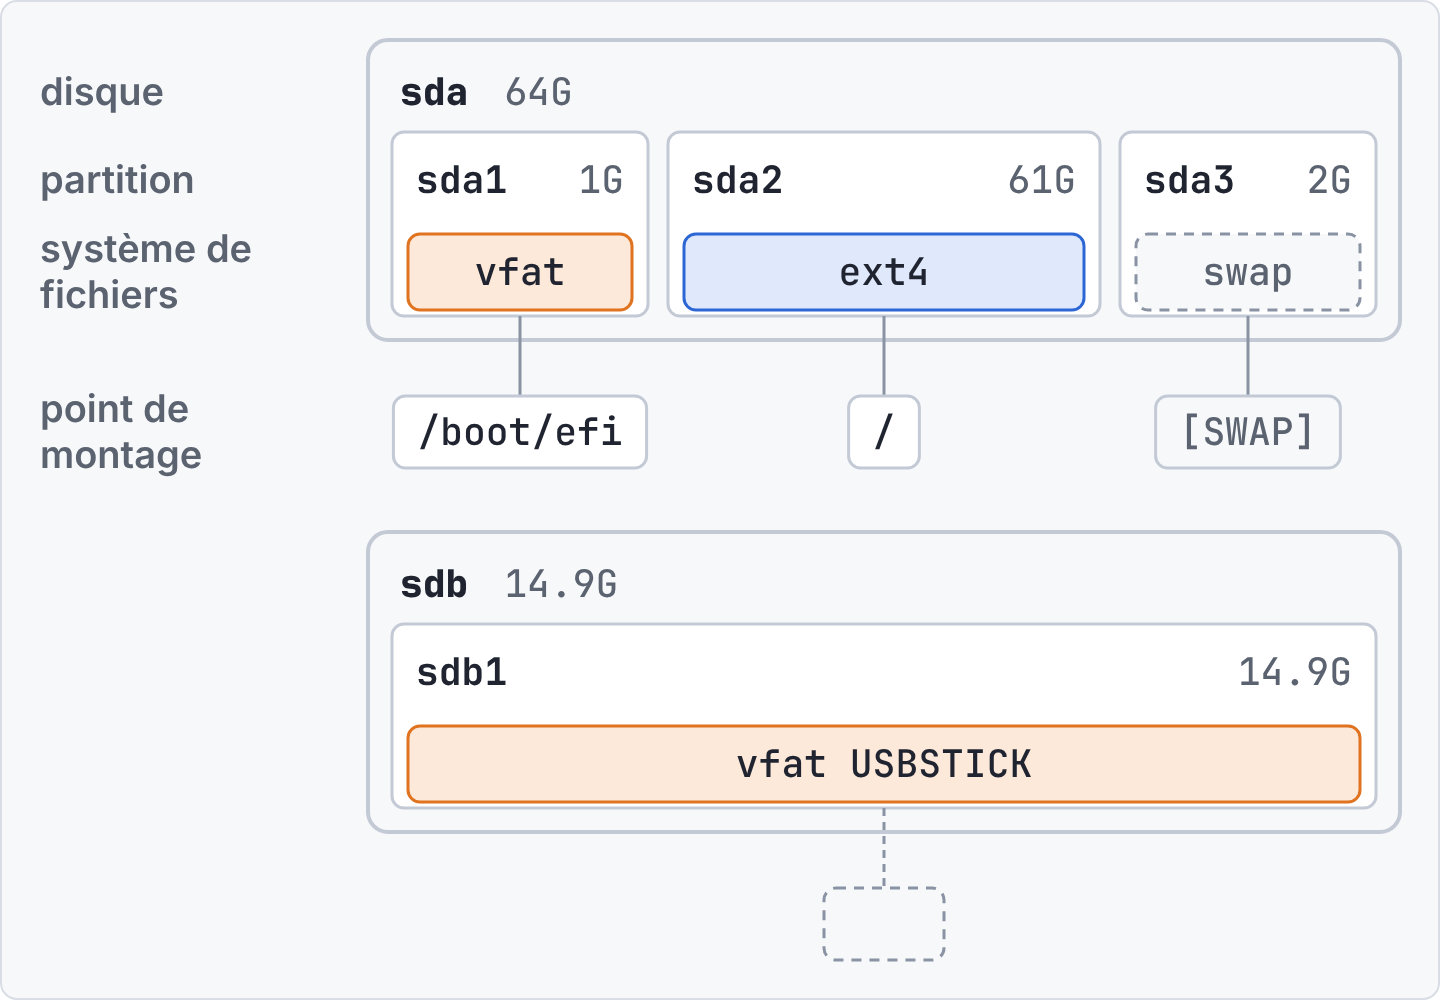 disque
sda 64G
partition
sda1 1G
sda2 61G
sda3 2G
système de
fichiers
vfat
ext4
swap
point de
montage
/boot/efi
/
[SWAP]
sdb 14.9G
sdb1 14.9G
vfat USBSTICK